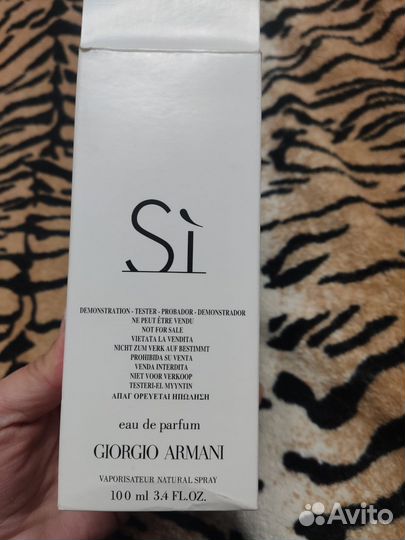 Sì
DEMONSTRATION - TESTER - PROBADOR - DEMONSTRADOR
NE PEUT ÊTRE VENDU
NOT FOR SALE
VIETATA LA VENDITA
NICHT ZUM VERK AUF BESTIMMT
PROHIBIDA SU VENTA
VENDA INTERDITA
NIET VOOR VERKOOP
TESTERI-EL MYYNTIN
ΑΠΑΓ ΟΡΕΥΕΤΑΙ ΗΠΩΛΗΣΗ
eau de parfum
GIORGIO ARMANI
VAPORISATEUR NATURAL SPRAY
100 ml 3.4 FL.OZ.
Avito